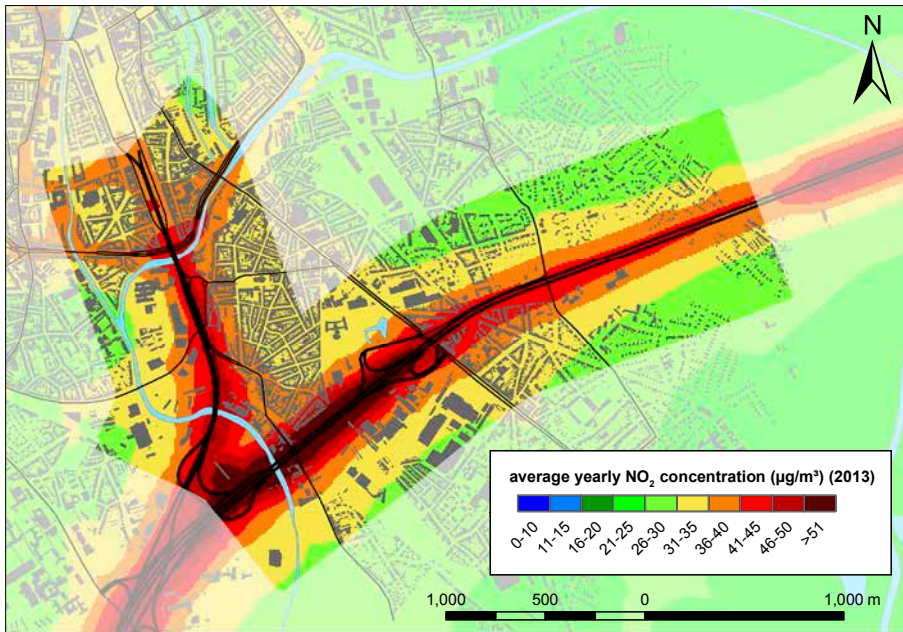 N
average yearly NO₂ concentration (µg/m³) (2013)
0-10 11-15 16-20 21-25 26-30 31-35 36-40 41-45 46-50 >51
1,000 500 0 1,000 m